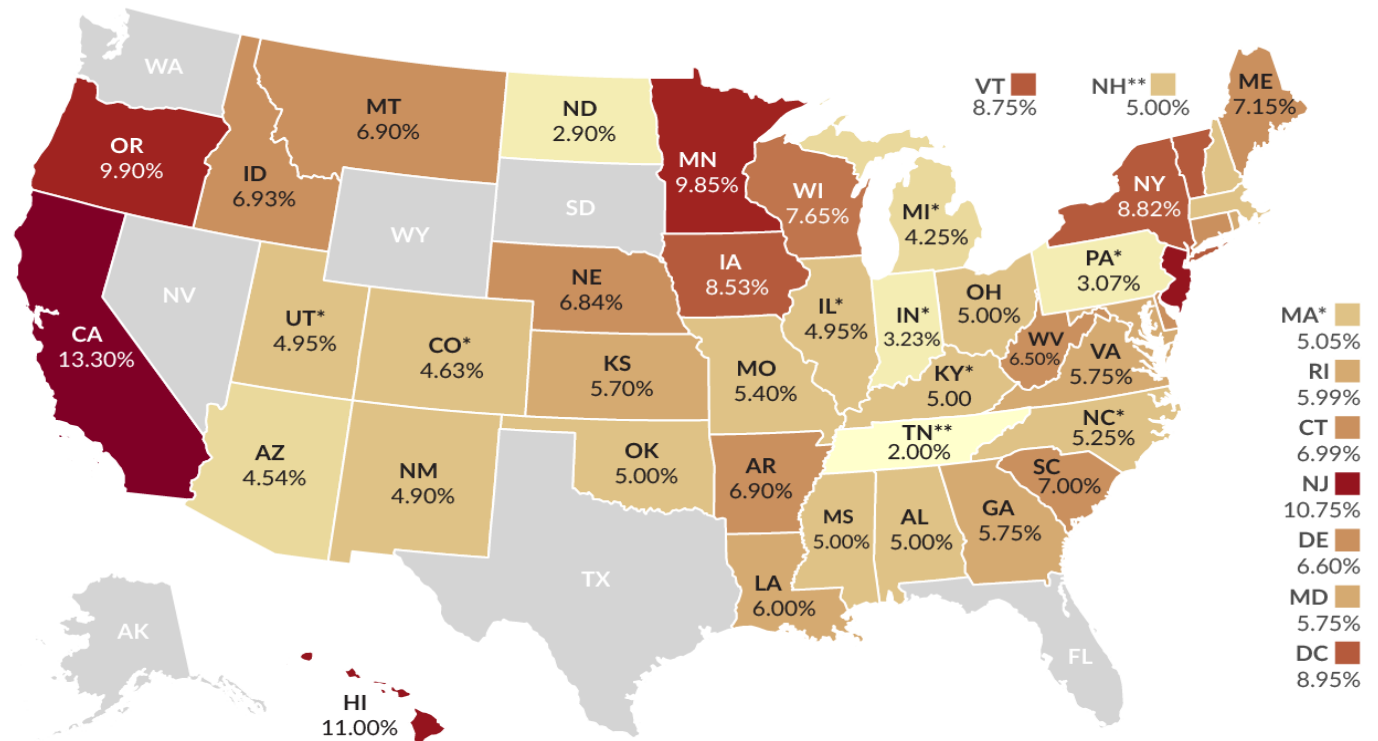 WA
VT
8.75%
NH**
5.00%
ME
7.15%
MT
6.90%
ND
2.90%
OR
9.90%
ID
6.93%
MN
9.85%
WI
7.65%
NY
8.82%
SD
WY
MI*
4.25%
NE
6.84%
IA
8.53%
PA*
3.07%
NV
UT*
4.95%
CO*
4.63%
IL*
4.95%
IN*
3.23%
OH
5.00%
CA
13.30%
KS
5.70%
MO
5.40%
KY*
5.00
WV
6.50%
VA
5.75%
MA*
5.05%
RI
5.99%
CT
6.99%
NJ
10.75%
DE
6.60%
MD
5.75%
DC
8.95%
AZ
4.54%
NM
4.90%
OK
5.00%
AR
6.90%
TN**
2.00%
NC*
5.25%
SC
7.00%
MS
5.00%
AL
5.00%
GA
5.75%
TX
LA
6.00%
FL
AK
HI
11.00%